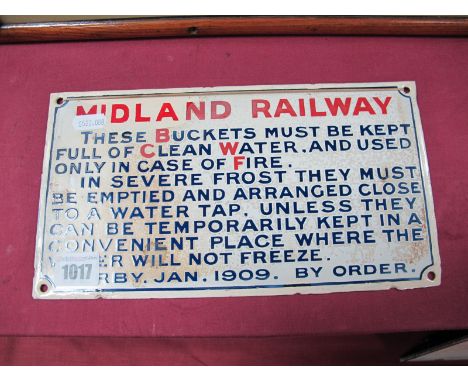 MIDLAND RAILWAY
THESE BUCKETS MUST BE KEPT
FULL OF CLEAN WATER. AND USED
ONLY IN CASE OF FIRE.
IN SEVERE FROST THEY MUST
BE EMPTIED AND ARRANGED CLOSE
TO A WATER TAP. UNLESS THEY
CAN BE TEMPORARILY KEPT IN A
CONVENIENT PLACE WHERE THE
W ER WILL NOT FREEZE.
1017
RBY. JAN. 1909. BY ORDER.